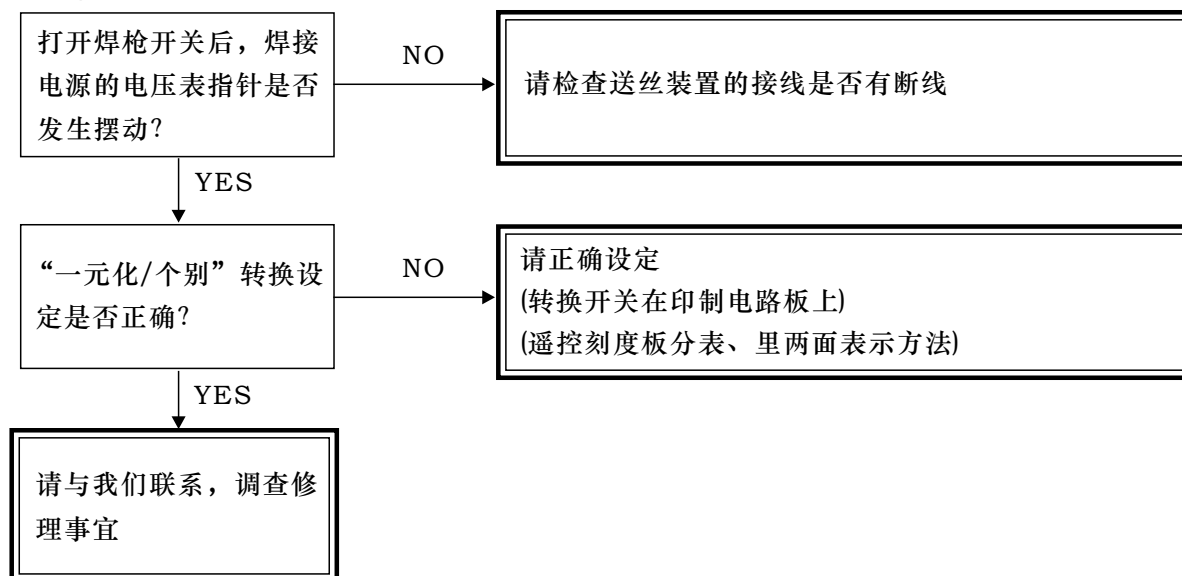 打开焊枪开关后，焊接
电源的电压表指针是否
发生摆动？
NO
请检查送丝装置的接线是否有断线
YES
“一元化/个别”转换设
定是否正确？
NO
请正确设定
(转换开关在印制电路板上)
(遥控刻度板分表、里两面表示方法)
YES
请与我们联系，调查修
理事宜